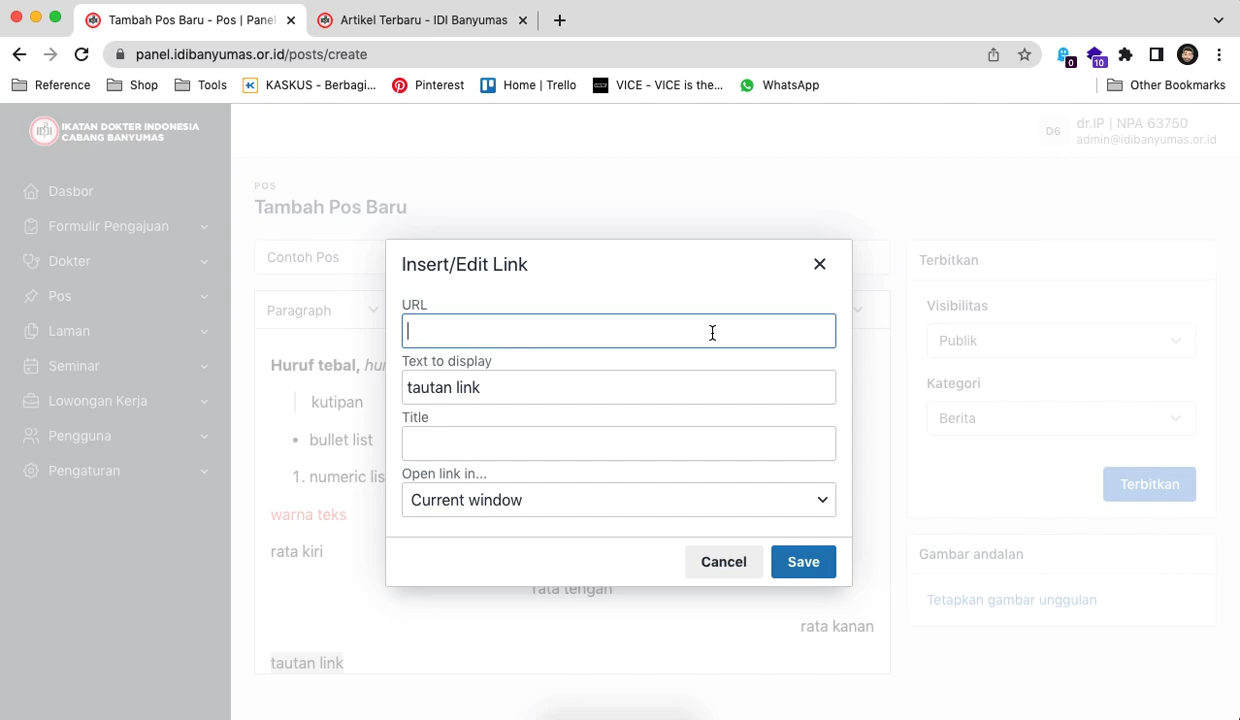 Tambah Pos Baru - Pos | Panel
Artikel Terbaru - IDI Banyumas
panel.idibanyumas.or.id/posts/create
0
10
Reference
Shop
Tools
KASKUS - Berbagi...
Pinterest
Home | Trello
VICE - VICE is the...
WhatsApp
Other Bookmarks
IKATAN DOKTER INDONESIA
CABANG BANYUMAS
D6
dr.IP | NPA 63750
admin@idibanyumas.or.id
Dasbor
Formulir Pengajuan
Dokter
Pos
Laman
Seminar
Lowongan Kerja
Pengguna
Pengaturan
POS
Tambah Pos Baru
Contoh Pos
Paragraph
Huruf tebal,
kutipan
• bullet list
1. numeric lis
warna teks
rata kiri
rata tengah
rata kanan
tautan link
Insert/Edit Link
URL
Text to display
tautan link
Title
Open link in...
Current window
Cancel
Save
Terbitkan
Visibilitas
Publik
Kategori
Berita
Terbitkan
Gambar andalan
Tetapkan gambar unggulan